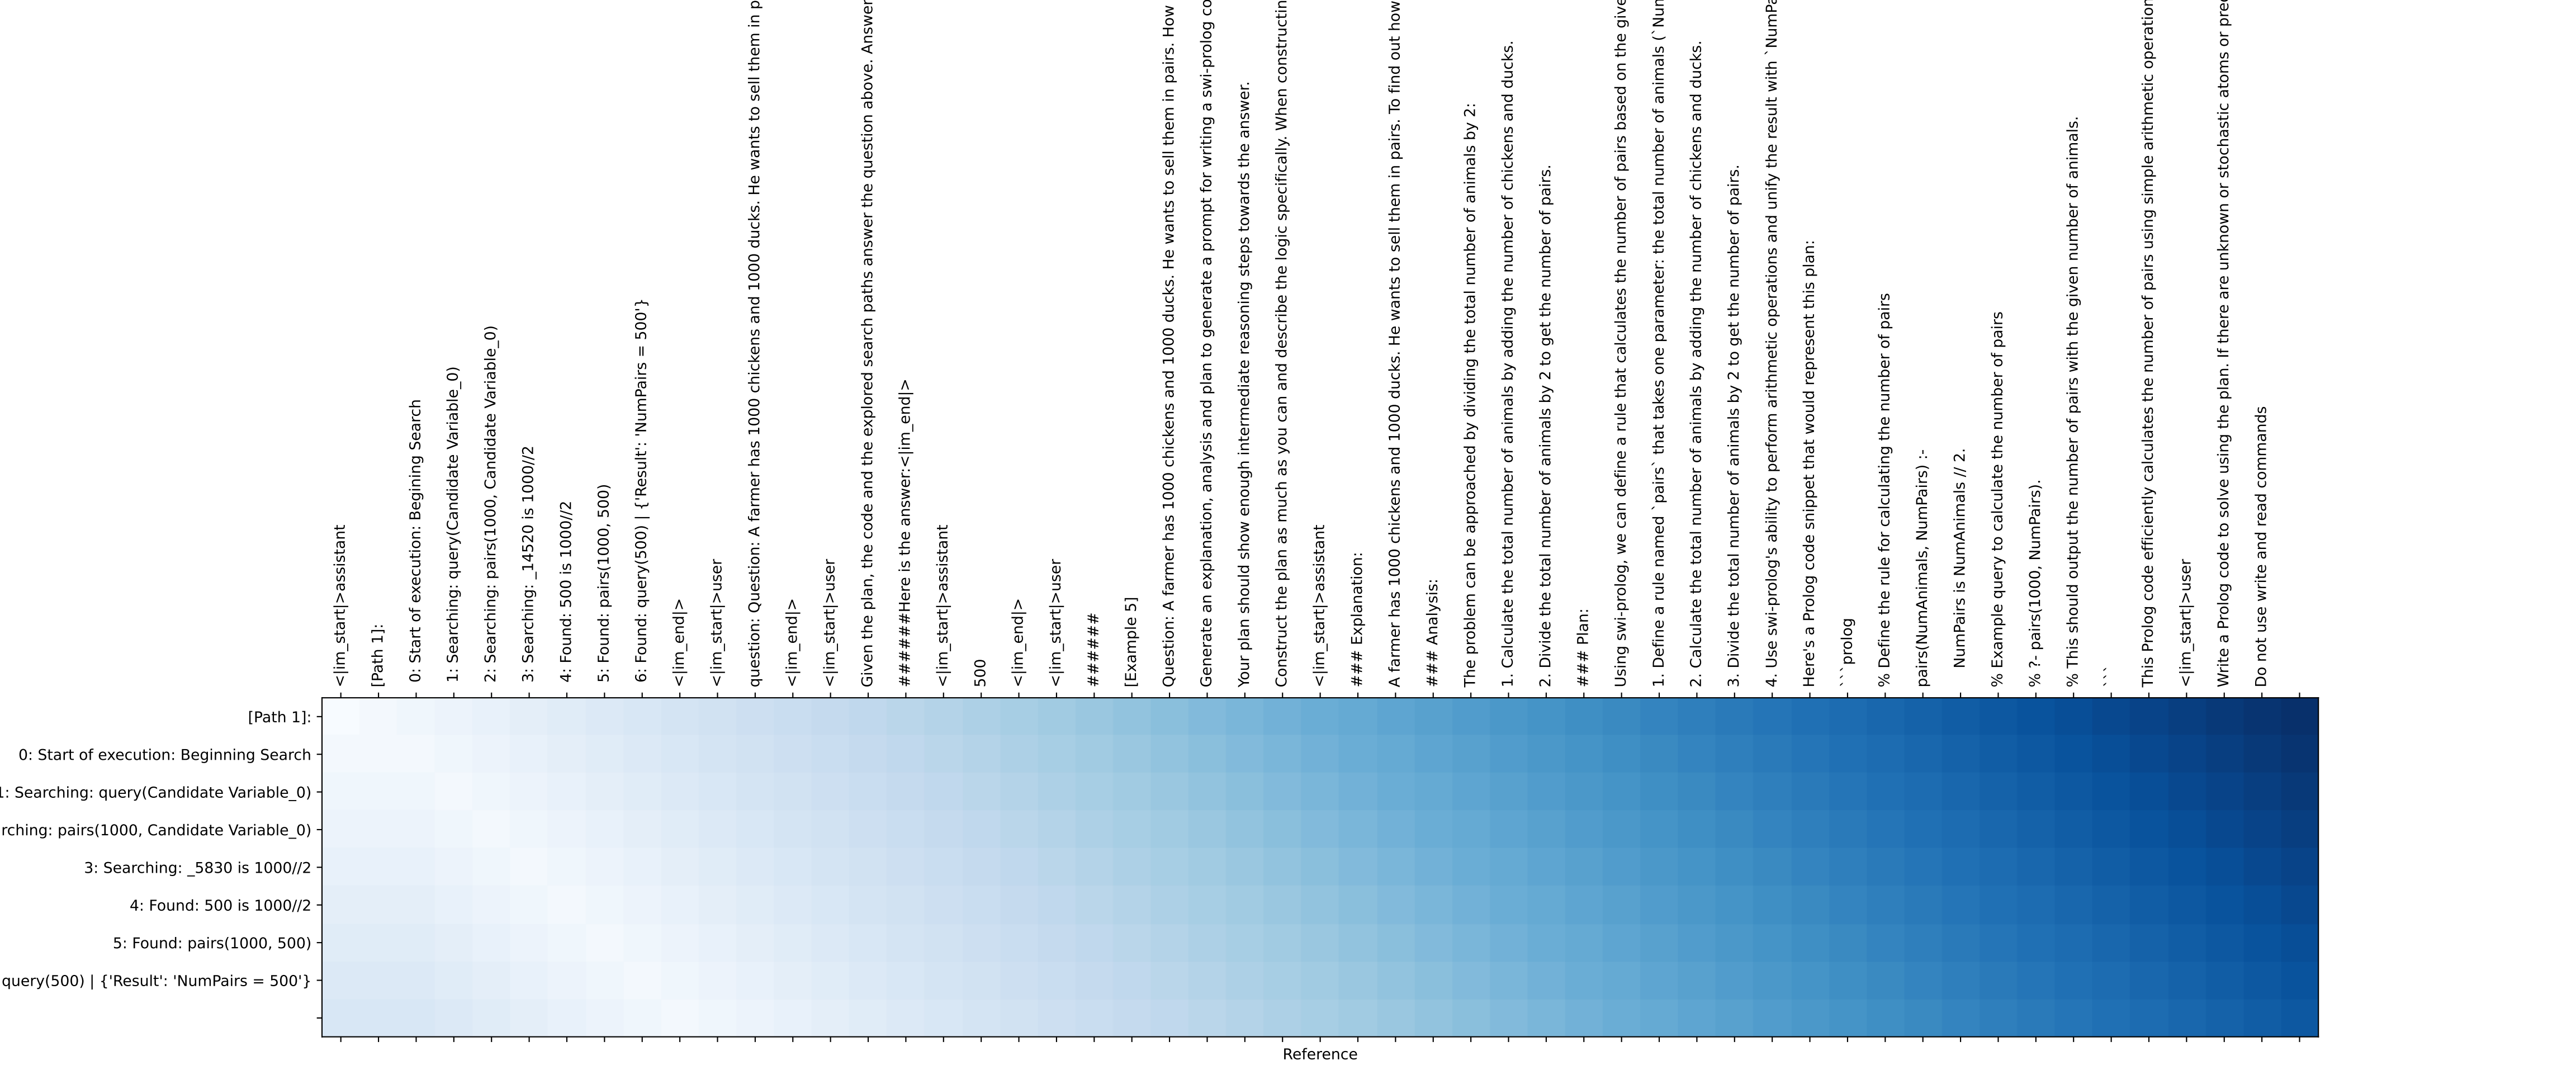 <|im_start|>assistant
[Path 1]:
0: Start of execution: Begining Search
1: Searching: query(Candidate Variable_0)
2: Searching: pairs(1000, Candidate Variable_0)
3: Searching: _14520 is 1000//2
4: Found: 500 is 1000//2
5: Found: pairs(1000, 500)
6: Found: query(500) | {'Result': 'NumPairs = 500'}
<|im_end|>
<|im_start|>user
question: Question: A farmer has 1000 chickens and 1000 ducks. He wants to sell them in p
<|im_end|>
<|im_start|>user
Given the plan, the code and the explored search paths answer the question above. Answer
######Here is the answer:<|im_end|>
<|im_start|>assistant
500
<|im_end|>
<|im_start|>user
######
[Example 5]
Question: A farmer has 1000 chickens and 1000 ducks. He wants to sell them in pairs. How
Generate an explanation, analysis and plan to generate a prompt for writing a swi-prolog co
Your plan should show enough intermediate reasoning steps towards the answer.
Construct the plan as much as you can and describe the logic specifically. When constructin
<|im_start|>assistant
### Explanation:
A farmer has 1000 chickens and 1000 ducks. He wants to sell them in pairs. To find out how
### Analysis:
The problem can be approached by dividing the total number of animals by 2:
1. Calculate the total number of animals by adding the number of chickens and ducks.
2. Divide the total number of animals by 2 to get the number of pairs.
### Plan:
Using swi-prolog, we can define a rule that calculates the number of pairs based on the give
1. Define a rule named `pairs` that takes one parameter: the total number of animals (`Num
2. Calculate the total number of animals by adding the number of chickens and ducks.
3. Divide the total number of animals by 2 to get the number of pairs.
4. Use swi-prolog's ability to perform arithmetic operations and unify the result with `NumPa
Here's a Prolog code snippet that would represent this plan:
```prolog
% Define the rule for calculating the number of pairs
pairs(NumAnimals, NumPairs) :-
NumPairs is NumAnimals // 2.
% Example query to calculate the number of pairs
% ?- pairs(1000, NumPairs).
% This should output the number of pairs with the given number of animals.
```
This Prolog code efficiently calculates the number of pairs using simple arithmetic operation
<|im_start|>user
Write a Prolog code to solve using the plan. If there are unknown or stochastic atoms or pred
Do not use write and read commands
[Path 1]:
0: Start of execution: Beginning Search
1: Searching: query(Candidate Variable_0)
rching: pairs(1000, Candidate Variable_0)
3: Searching: _5830 is 1000//2
4: Found: 500 is 1000//2
5: Found: pairs(1000, 500)
query(500) | {'Result': 'NumPairs = 500'}
Reference